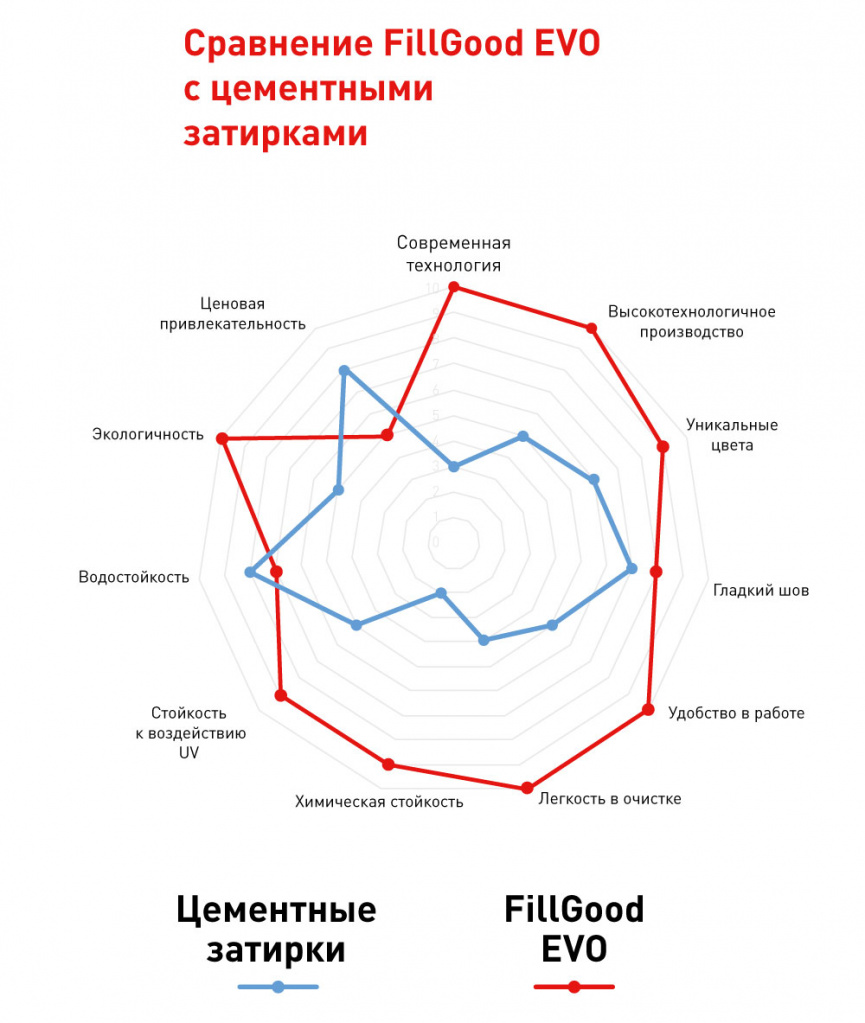 Сравнение FillGood EVO
с цементными
затирками
Современная
технология
Ценовая
привлекательность
Высокотехнологичное
производство
Экологичность
Уникальные
цвета
Водостойкость
Гладкий шов
Стойкость
к воздействию
UV
Удобство в работе
Химическая стойкость
Легкость в очистке
10
9
8
7
6
5
4
3
2
1
0
Цементные
затирки
FillGood
EVO